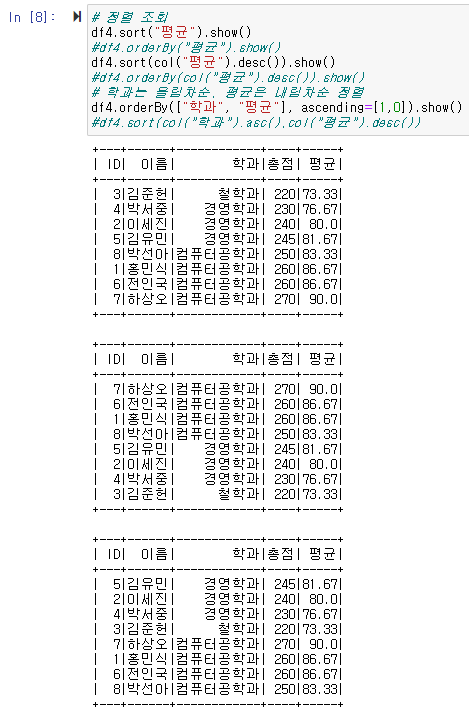 In [8]:
# 정렬 조회
df4.sort("평균").show()
#df4.orderBy("평균").show()
df4.sort(col("평균").desc()).show()
#df4.orderBy(col("평균").desc()).show()
# 학과는 올림차순, 평균은 내림차순 정렬
df4.orderBy(["학과", "평균"], ascending=[1,0]).show()
#df4.sort(col("학과").asc(),col("평균").desc())
+---+------+----------+----+-----+
| ID|  이름|      학과|총점| 평균|
+---+------+----------+----+-----+
|  3|김준헌|    철학과| 220|73.33|
|  4|박서중|  경영학과| 230|76.67|
|  2|이세진|  경영학과| 240| 80.0|
|  5|김유민|  경영학과| 245|81.67|
|  8|박선아|컴퓨터공학과| 250|83.33|
|  1|홍민식|컴퓨터공학과| 260|86.67|
|  6|전인국|컴퓨터공학과| 260|86.67|
|  7|하상오|컴퓨터공학과| 270| 90.0|
+---+------+----------+----+-----+
+---+------+----------+----+-----+
| ID|  이름|      학과|총점| 평균|
+---+------+----------+----+-----+
|  7|하상오|컴퓨터공학과| 270| 90.0|
|  6|전인국|컴퓨터공학과| 260|86.67|
|  1|홍민식|컴퓨터공학과| 260|86.67|
|  8|박선아|컴퓨터공학과| 250|83.33|
|  5|김유민|  경영학과| 245|81.67|
|  2|이세진|  경영학과| 240| 80.0|
|  4|박서중|  경영학과| 230|76.67|
|  3|김준헌|    철학과| 220|73.33|
+---+------+----------+----+-----+
+---+------+----------+----+-----+
| ID|  이름|      학과|총점| 평균|
+---+------+----------+----+-----+
|  5|김유민|  경영학과| 245|81.67|
|  2|이세진|  경영학과| 240| 80.0|
|  4|박서중|  경영학과| 230|76.67|
|  3|김준헌|    철학과| 220|73.33|
|  7|하상오|컴퓨터공학과| 270| 90.0|
|  1|홍민식|컴퓨터공학과| 260|86.67|
|  6|전인국|컴퓨터공학과| 260|86.67|
|  8|박선아|컴퓨터공학과| 250|83.33|
+---+------+----------+----+-----+